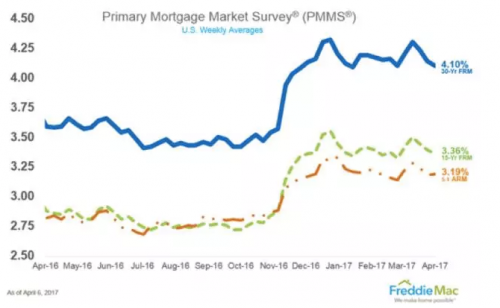 Primary Mortgage Market Survey® (PMMS®)
U.S. Weekly Averages
4.50
4.25
4.00
3.75
3.50
3.25
3.00
2.75
2.50
4.10%
30-Yr FRM
3.36%
15-Yr FRM
3.19%
5-1 ARM
Apr-16 May-16 Jun-16 Jul-16 Aug-16 Sep-16 Oct-16 Nov-16 Dec-16 Jan-17 Feb-17 Mar-17 Apr-17
As of April 6, 2017
Freddie Mac
We make home possible®